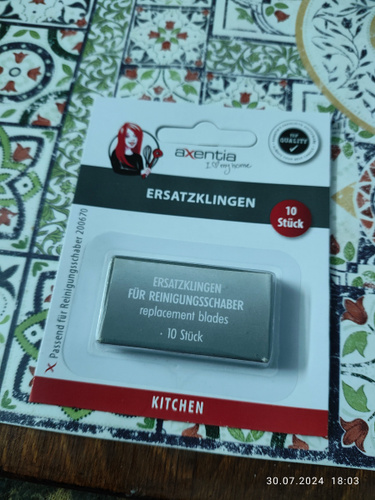 axentia
I ♥ my home
TOP
QUALITY
ERSATZKLINGEN
10
Stück
Passend für Reinigungsschaber 200670
ERSATZKLINGEN
FÜR REINIGUNGSSCHABER
replacement blades
· 10 Stück
KITCHEN
30.07.2024 18:03